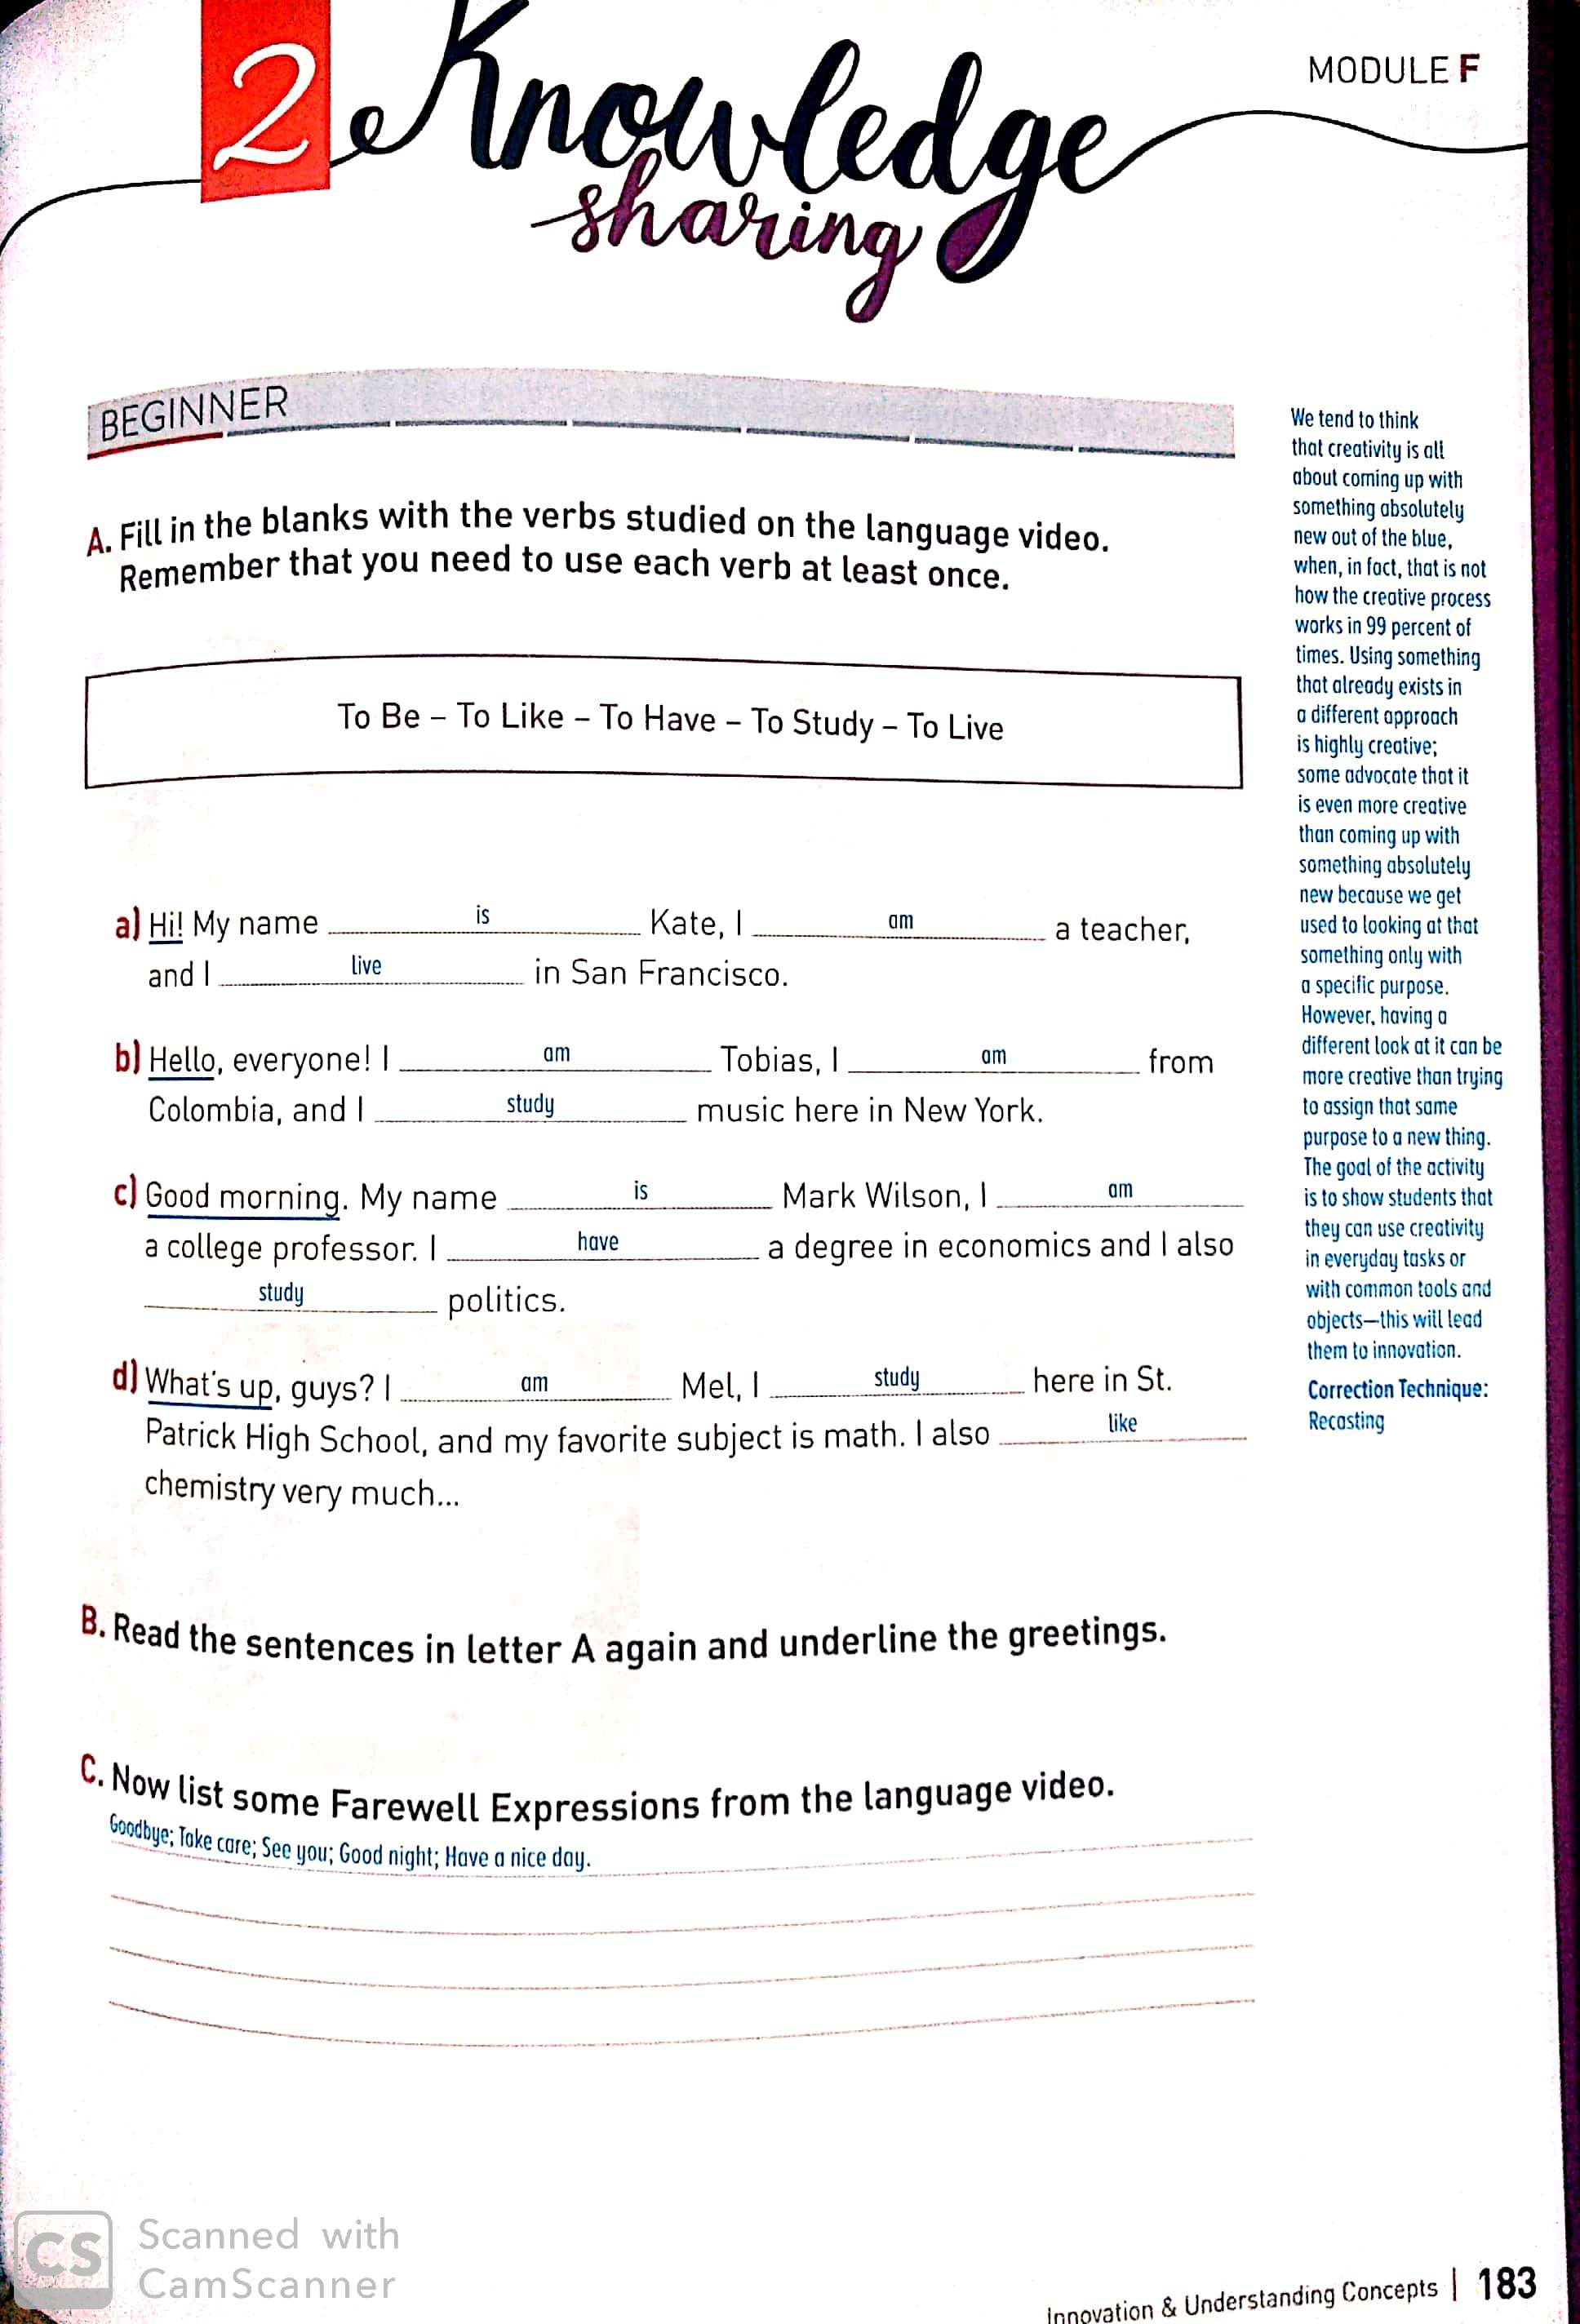 2 Knowledge
sharing
MODULE F
BEGINNER
A. Fill in the blanks with the verbs studied on the language video.
Remember that you need to use each verb at least once.
To Be – To Like – To Have – To Study – To Live
a) Hi! My name is Kate, I am a teacher,
and I live in San Francisco.
b) Hello, everyone! I am Tobias, I am from
Colombia, and I study music here in New York.
c) Good morning. My name is Mark Wilson, I am
a college professor. I have a degree in economics and I also
study politics.
d) What's up, guys? I am Mel, I study here in St.
Patrick High School, and my favorite subject is math. I also like
chemistry very much...
B. Read the sentences in letter A again and underline the greetings.
C. Now list some Farewell Expressions from the language video.
Goodbye; Take care; See you; Good night; Have a nice day.
We tend to think
that creativity is all
about coming up with
something absolutely
new out of the blue,
when, in fact, that is not
how the creative process
works in 99 percent of
times. Using something
that already exists in
a different approach
is highly creative;
some advocate that it
is even more creative
than coming up with
something absolutely
new because we get
used to looking at that
something only with
a specific purpose.
However, having a
different look at it can be
more creative than trying
to assign that same
purpose to a new thing.
The goal of the activity
is to show students that
they can use creativity
in everyday tasks or
with common tools and
objects—this will lead
them to innovation.
Correction Technique:
Recasting
CS Scanned with
CamScanner
Innovation & Understanding Concepts | 183